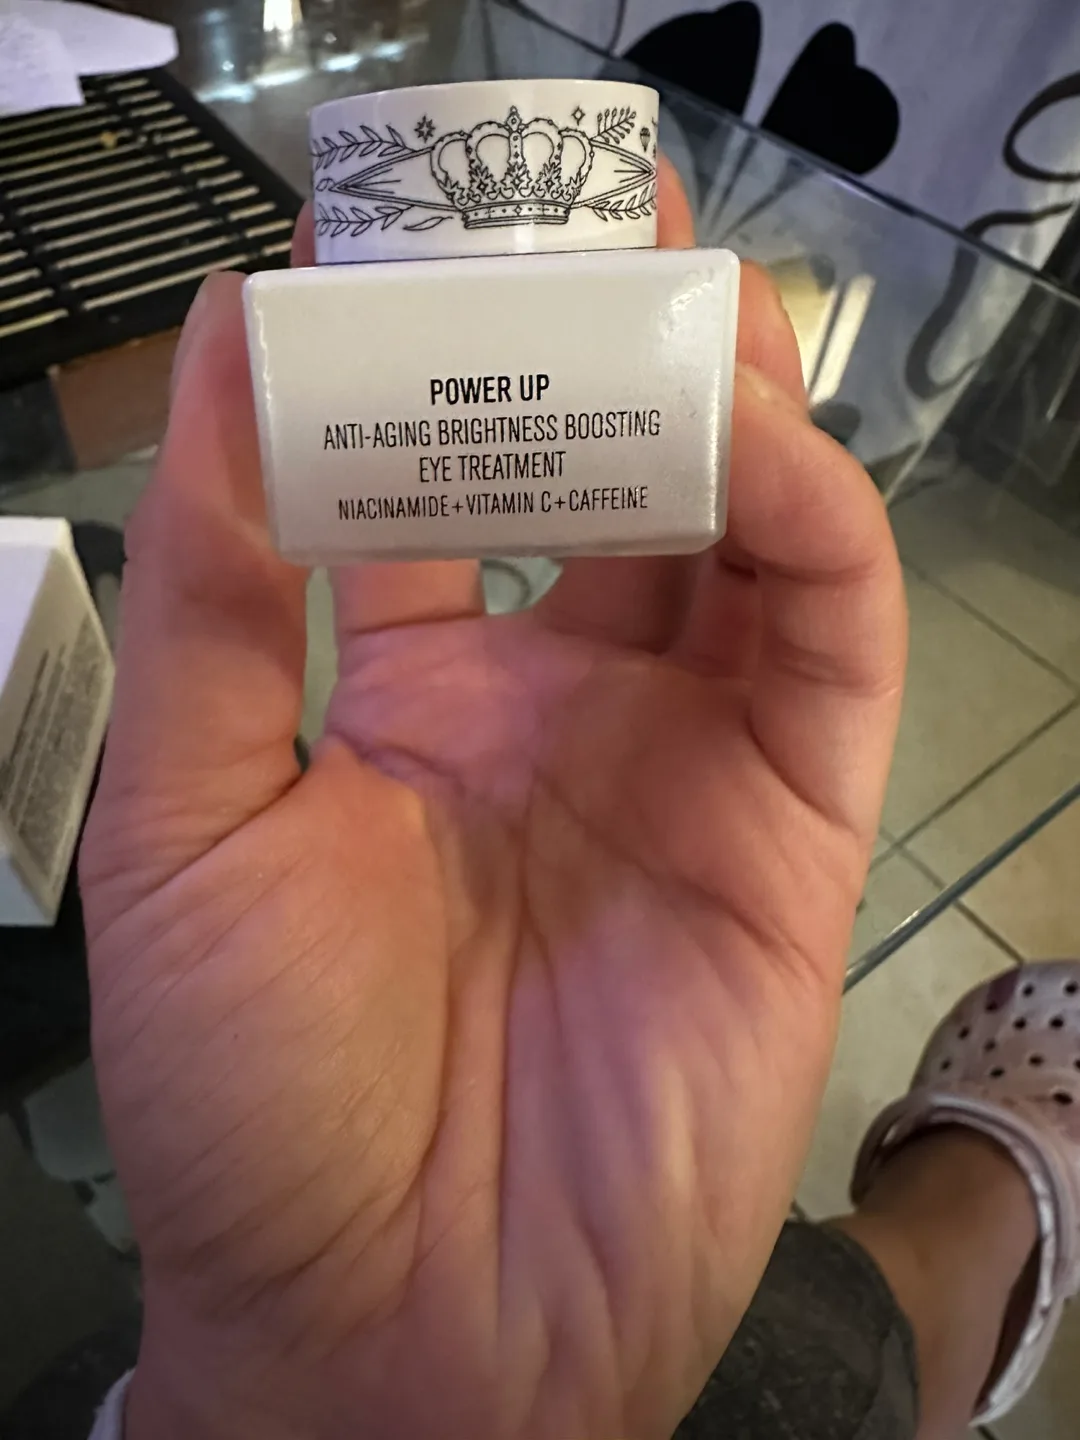 POWER UP
ANTI-AGING BRIGHTNESS BOOSTING
EYE TREATMENT
NIACINAMIDE+VITAMIN C+CAFFEINE